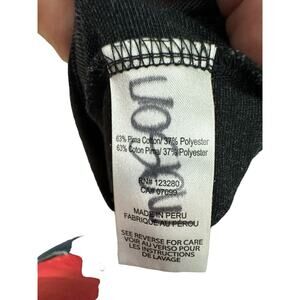 63% Pima Cotton/ 37% Polyester
63% Coton Pima/ 37% Polyester
RN# 123280
CA# 07099
MADE IN PERU
FABRIQUÉ AU PÉROU
SEE REVERSE FOR CARE
VOIR AU VERSO POUR
LES INSTRUCTIONS
DE LAVAGE